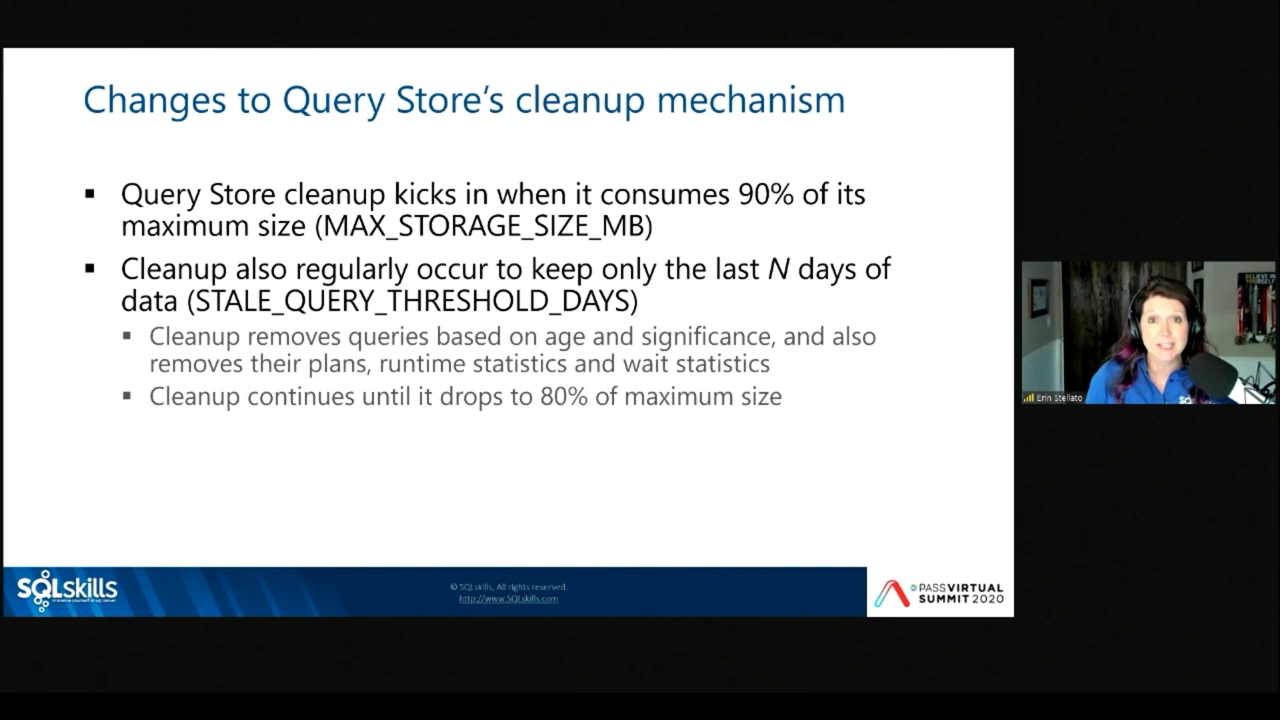 Changes to Query Store's cleanup mechanism
▪ Query Store cleanup kicks in when it consumes 90% of its
maximum size (MAX_STORAGE_SIZE_MB)
▪ Cleanup also regularly occur to keep only the last N days of
data (STALE_QUERY_THRESHOLD_DAYS)
▪ Cleanup removes queries based on age and significance, and also
removes their plans, runtime statistics and wait statistics
▪ Cleanup continues until it drops to 80% of maximum size
BELIEVE IN
YOURSELF
Erin Stellato
SQLskills
© SQLskills, All rights reserved.
http://www.SQLskills.com
PASS VIRTUAL
SUMMIT 2020